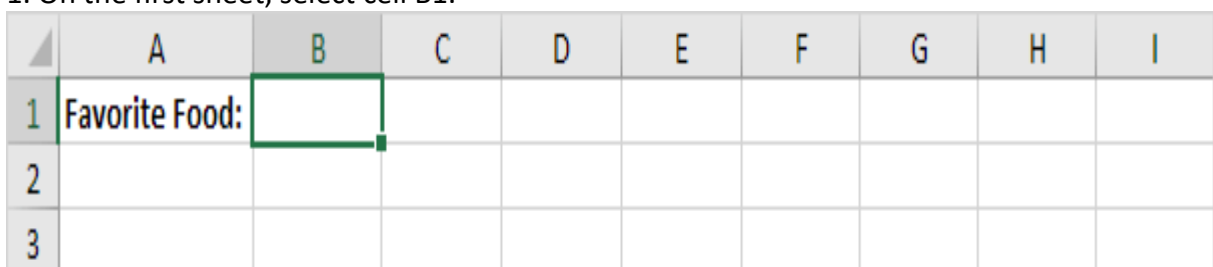 1. On the first sheet, select cell B1.
A B C D E F G H I
1 Favorite Food:
2
3